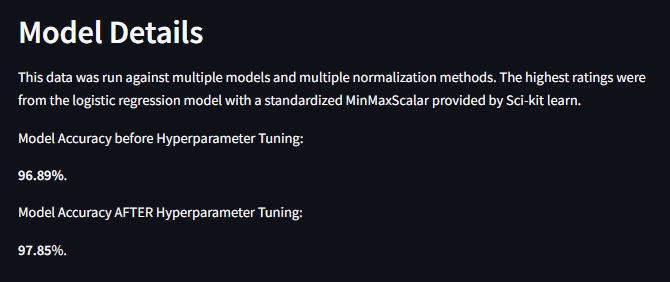 Model Details
This data was run against multiple models and multiple normalization methods. The highest ratings were
from the logistic regression model with a standardized MinMaxScalar provided by Sci-kit learn.
Model Accuracy before Hyperparameter Tuning:
96.89%.
Model Accuracy AFTER Hyperparameter Tuning:
97.85%.